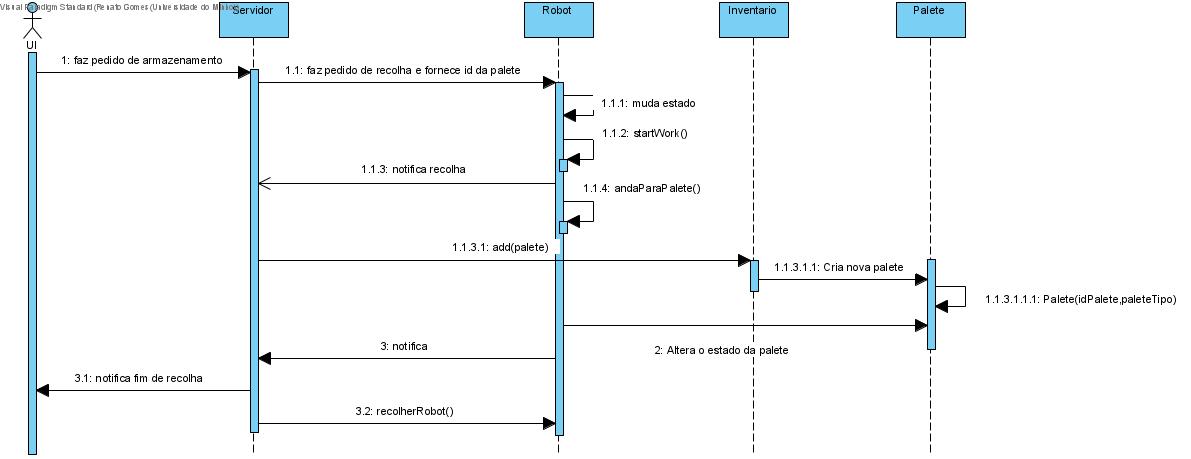 Visual Paradigm Standard (Renato Gomes (Universidade do Minho))
Servidor
Robot
Inventario
Palete
UI
1: faz pedido de armazenamento
1.1: faz pedido de recolha e fornece id da palete
1.1.1: muda estado
1.1.2: startWork()
1.1.3: notifica recolha
1.1.4: andaParaPalete()
1.1.3.1: add(palete)
1.1.3.1.1: Cria nova palete
1.1.3.1.1.1: Palete(idPalete,paleteTipo)
3: notifica
2: Altera o estado da palete
3.1: notifica fim de recolha
3.2: recolherRobot()